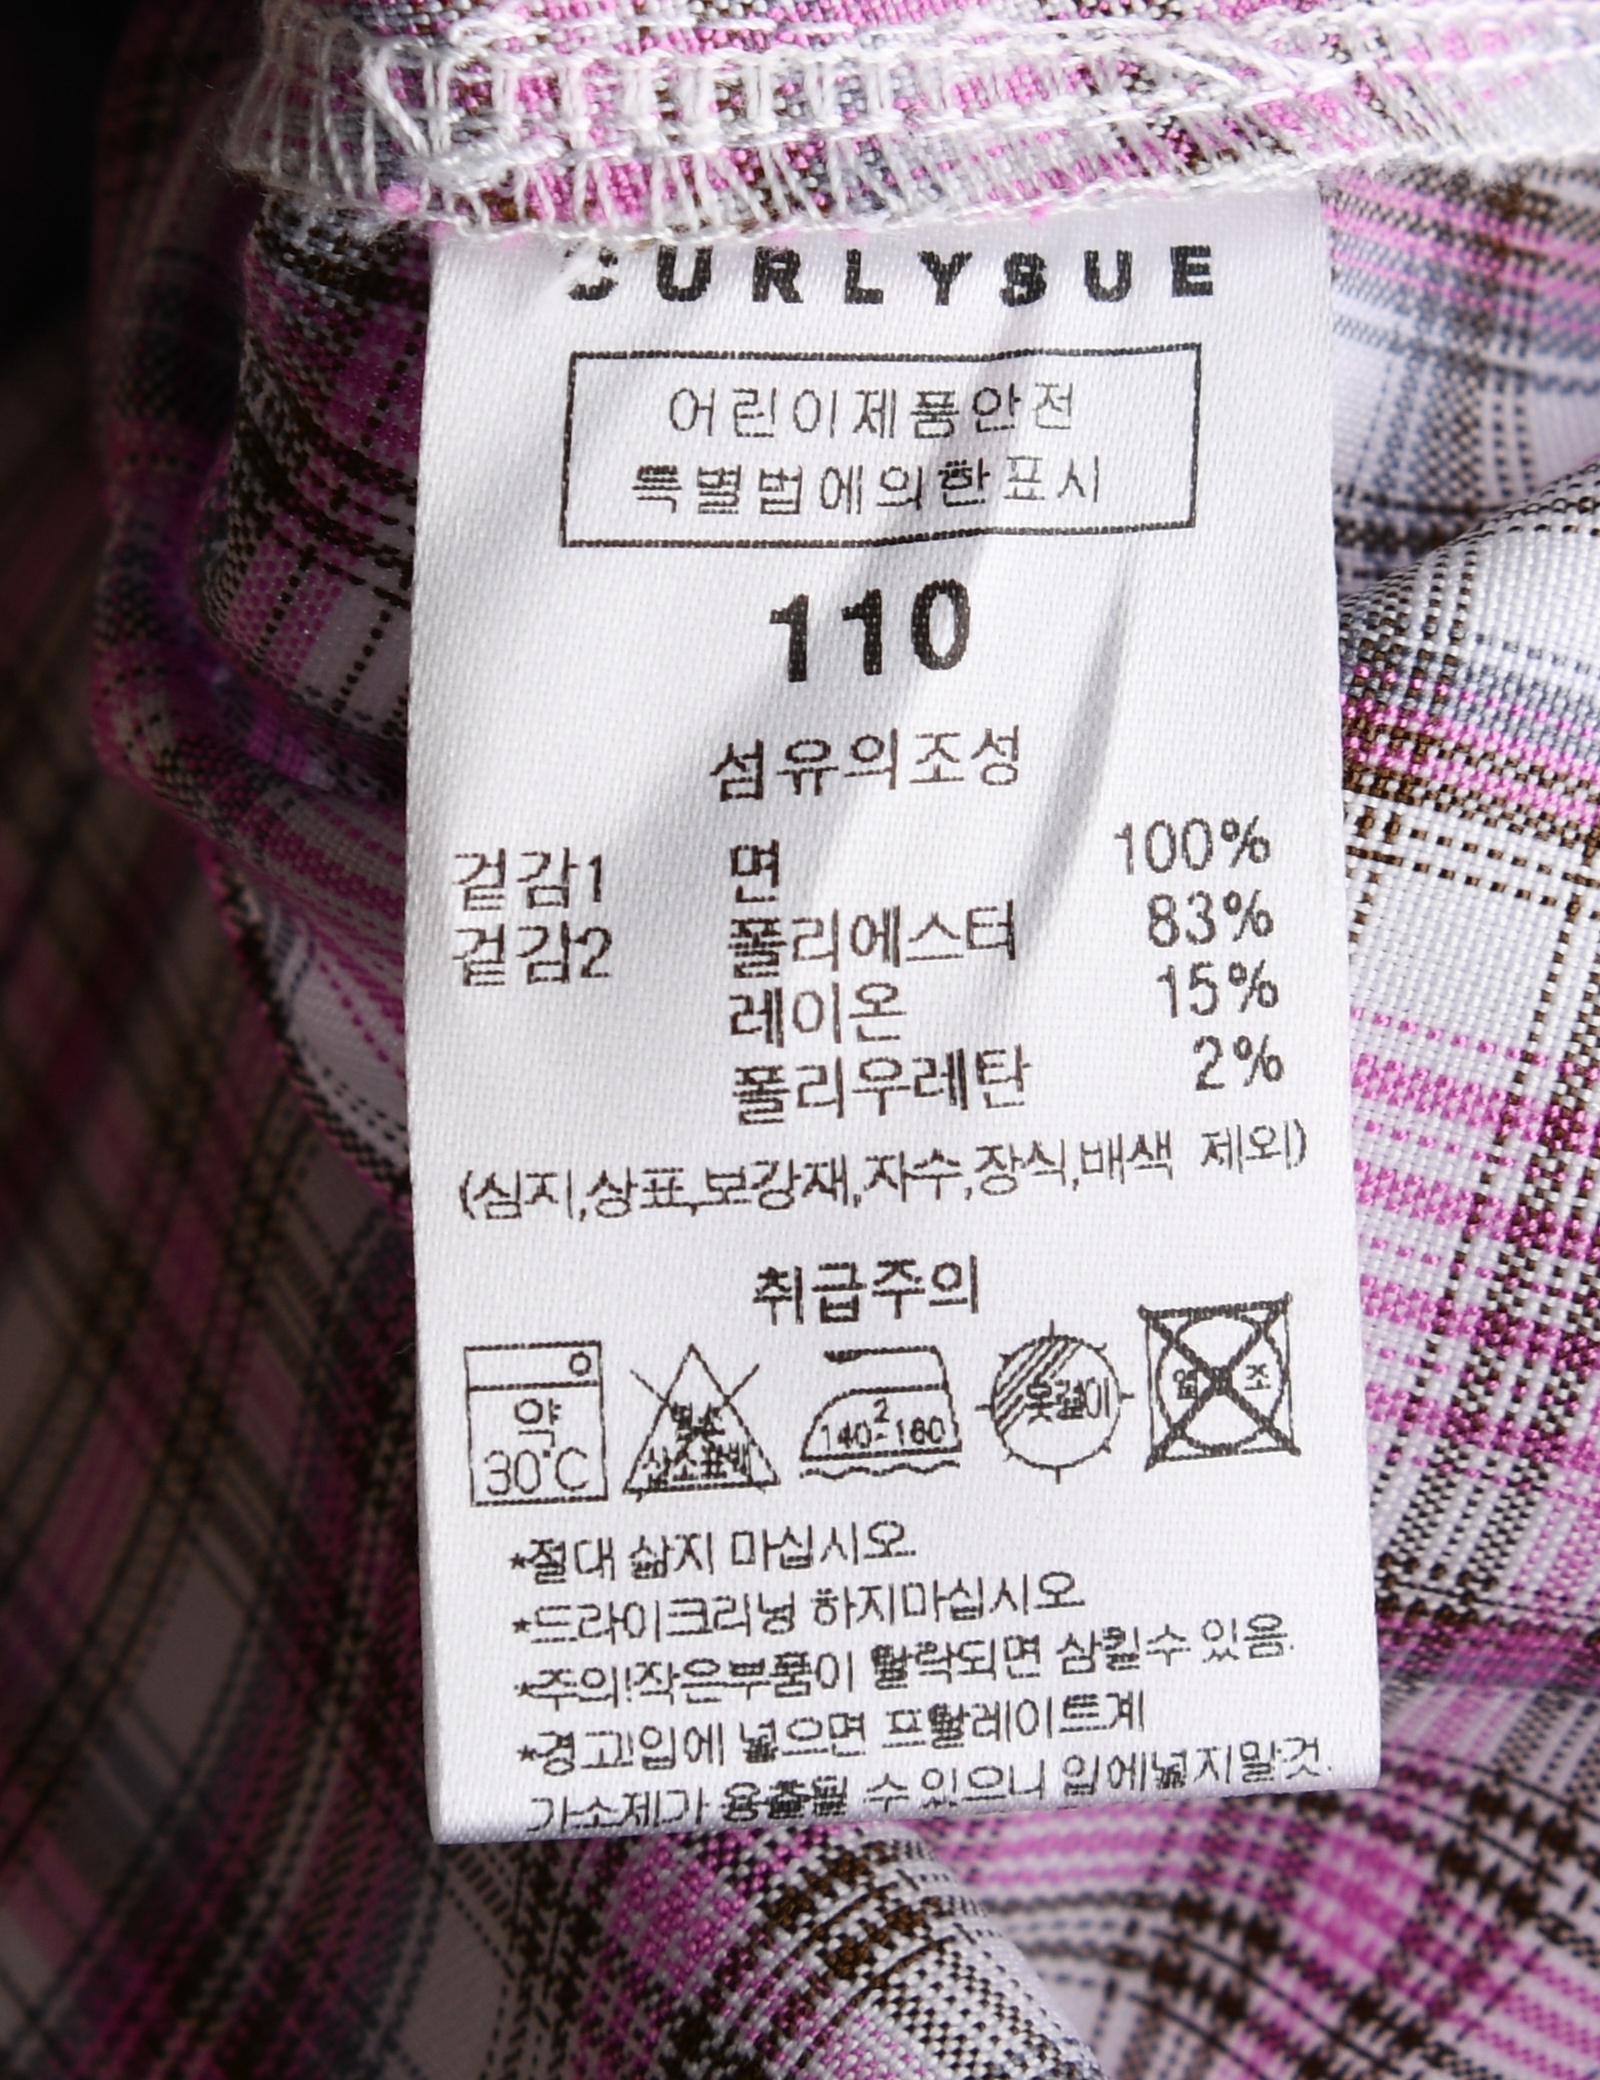 CURLYSUE
어린이제품안전
특별법에의한표시
110
섬유의조성
겉감1 면 100%
겉감2 폴리에스터 83%
레이온 15%
폴리우레탄 2%
(심지,상표,보강재,자수,장식,배색 제외)
취급주의
약
30℃
염소
산소표백
2
140-160
옷걸이
*절대 삶지 마십시오.
*드라이크리닝 하지마십시오.
*주의!작은부품이 탈락되면 삼킬수 있음.
*경고!입에 넣으면 프탈레이트계
가소제가 용출될 수 있으니 입에넣지말것.